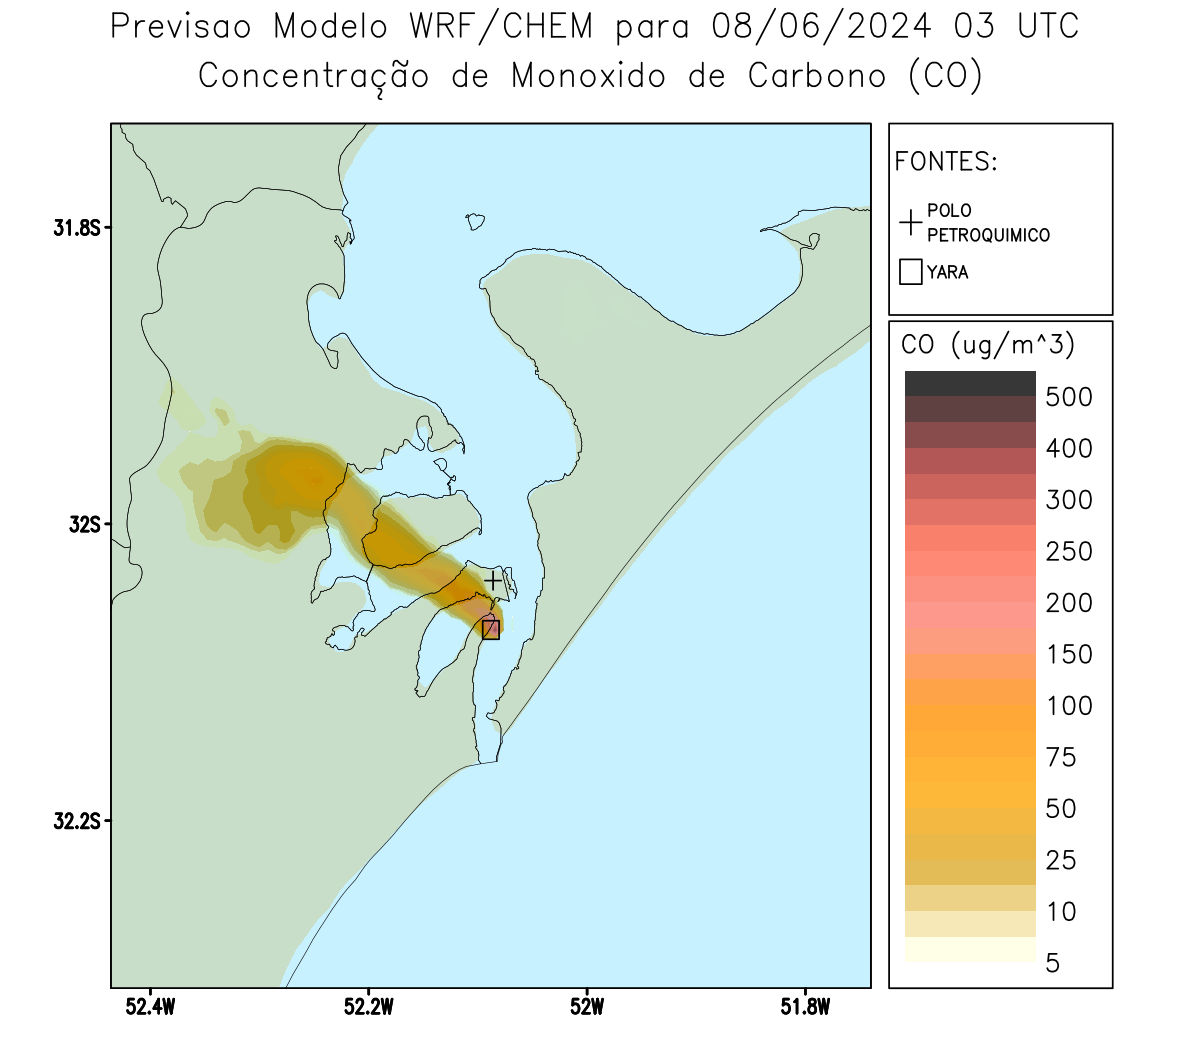 Previsao Modelo WRF/CHEM para 08/06/2024 03 UTC
Concentração de Monoxido de Carbono (CO)
FONTES:
POLO
PETROQUIMICO
YARA
CO (ug/m^3)
500
400
300
250
200
150
100
75
50
25
10
5
31.8S
32S
32.2S
52.4W
52.2W
52W
51.8W